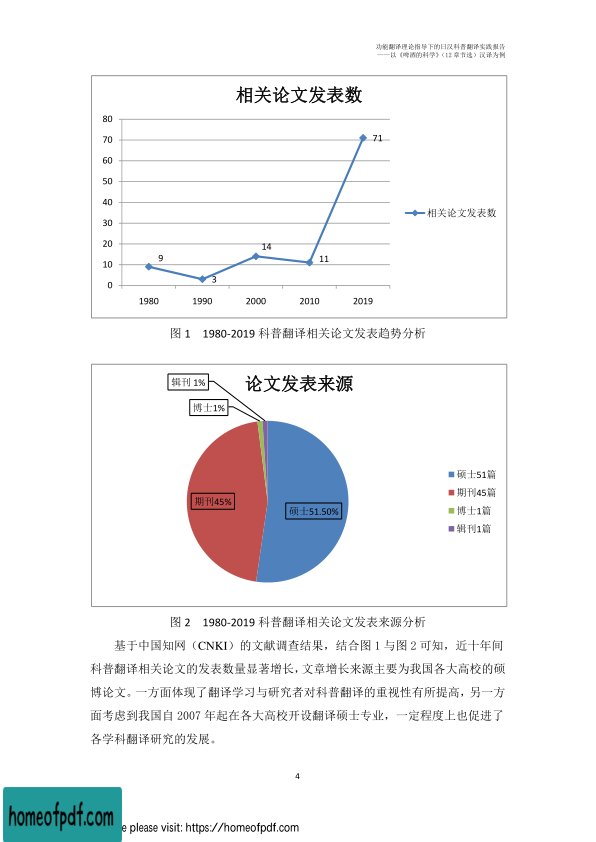 功能翻译理论指导下的日汉科普翻译实践报告
——以《啤酒的科学》（12 章节选）汉译为例
相关论文发表数
80
70
60
50
40
30
20
10
0
9
3
14
11
71
1980
1990
2000
2010
2019
相关论文发表数
图 1 1980-2019 科普翻译相关论文发表趋势分析
论文发表来源
辑刊 1%
博士1%
期刊45%
硕士51.50%
硕士51篇
期刊45篇
博士1篇
辑刊1篇
图 2 1980-2019 科普翻译相关论文发表来源分析
基于中国知网（CNKI）的文献调查结果，结合图 1 与图 2 可知，近十年间
科普翻译相关论文的发表数量显著增长，文章增长来源主要为我国各大高校的硕
博论文。一方面体现了翻译学习与研究者对科普翻译的重视性有所提高，另一方
面考虑到我国自 2007 年起在各大高校开设翻译硕士专业，一定程度上也促进了
各学科翻译研究的发展。
4
homeofpdf.com
e please visit: https://homeofpdf.com